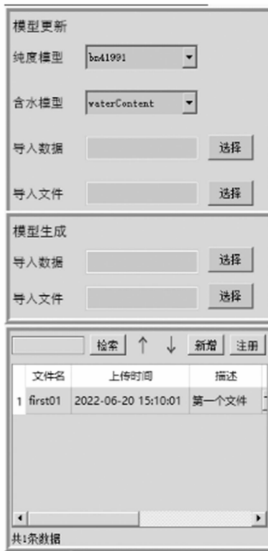 模型更新
纯度模型 bn41991
含水模型 waterContent
导入数据 选择
导入文件 选择
模型生成
导入数据 选择
导入文件 选择
检索 ↑ ↓ 新增 注册
文件名 上传时间 描述
1 first01 2022-06-20 15:10:01 第一个文件
共1条数据